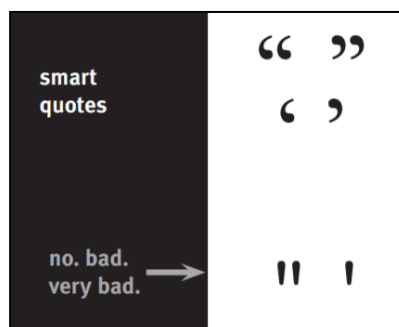 “ ”
smart
quotes
‘ ’
no. bad.
very bad.
" '